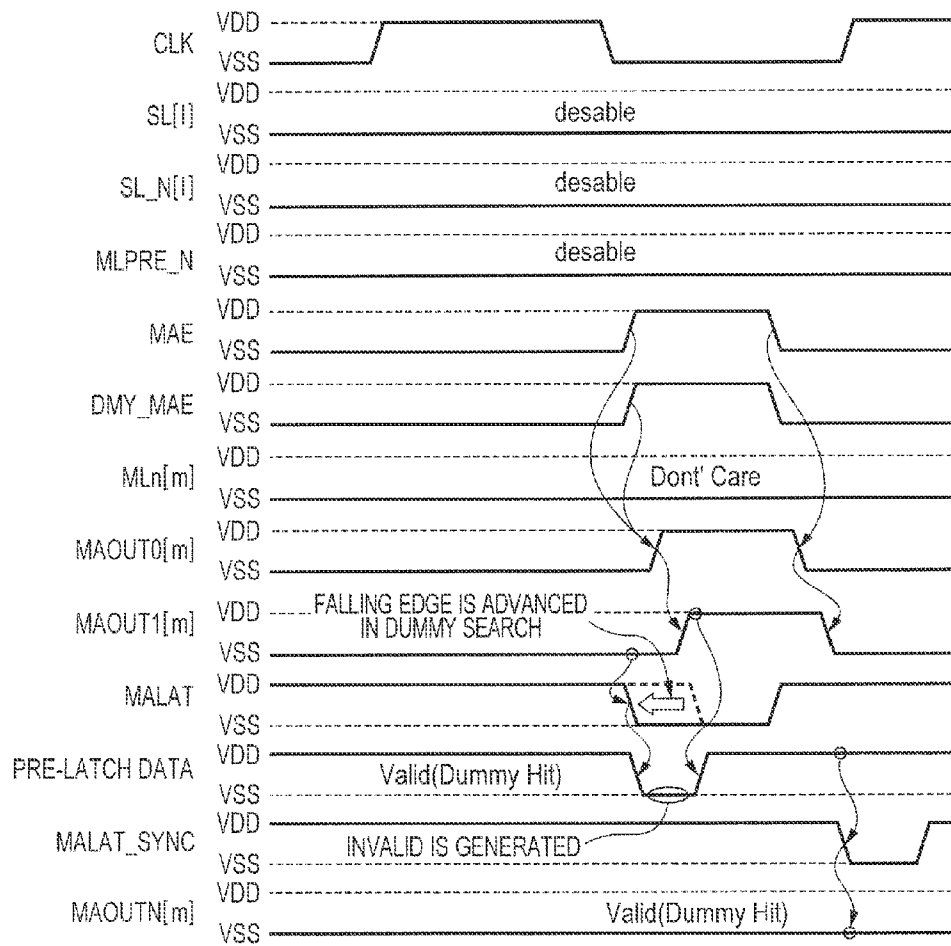 CLK VDD
VSS
SL[l] VDD
desable
VSS
SL_N[l] VDD
desable
VSS
MLPRE_N VDD
desable
VSS
MAE VDD
VSS
DMY_MAE VDD
VSS
MLn[m] VDD
Dont' Care
VSS
MAOUT0[m] VDD
VSS
MAOUT1[m] VDD
FALLING EDGE IS ADVANCED
IN DUMMY SEARCH
VSS
MALAT VDD
VSS
PRE-LATCH DATA VDD
Valid(Dummy Hit)
VSS
MALAT_SYNC VDD
INVALID IS GENERATED
VSS
MAOUTN[m] VDD
Valid(Dummy Hit)
VSS